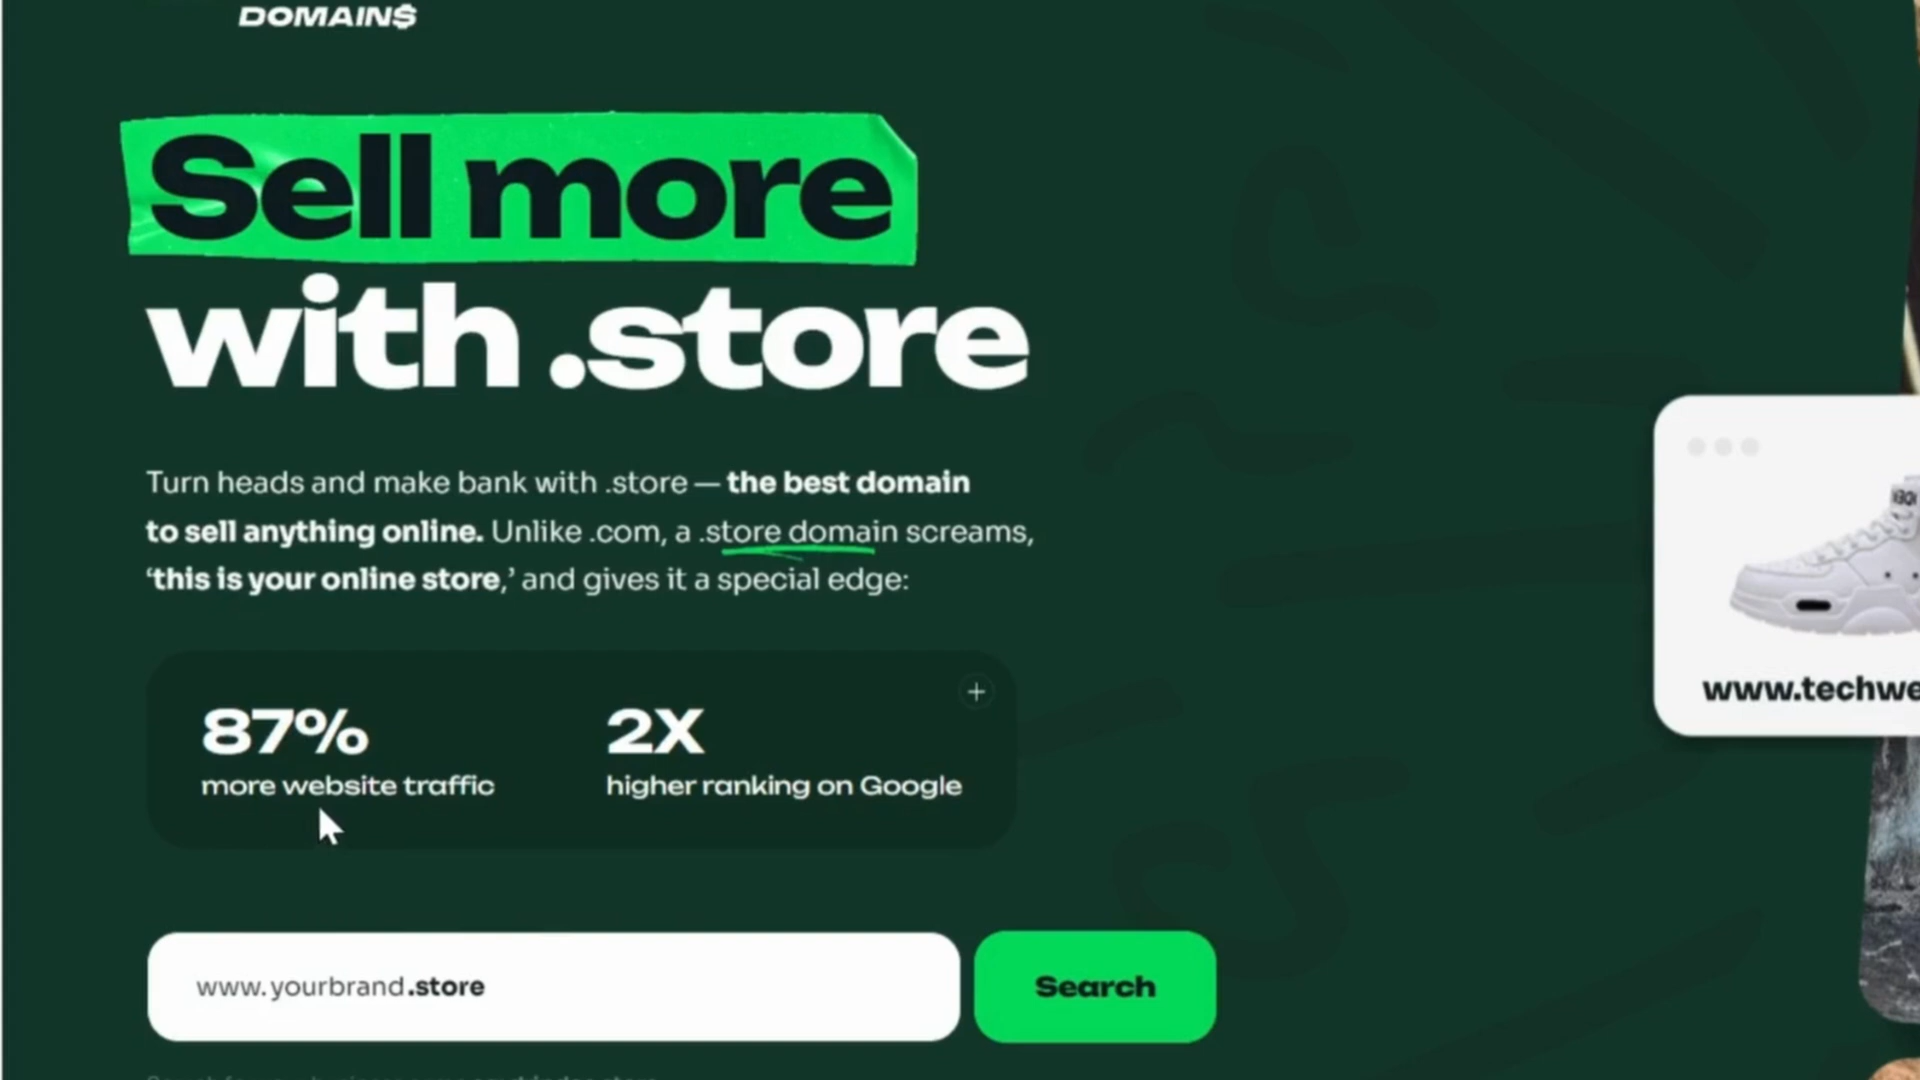 DOMAIN$
Sell more
with .store
Turn heads and make bank with .store — the best domain
to sell anything online. Unlike .com, a .store domain screams,
‘this is your online store,’ and gives it a special edge:
87%
more website traffic
2X
higher ranking on Google
+
www.yourbrand.store
Search
www.techwe